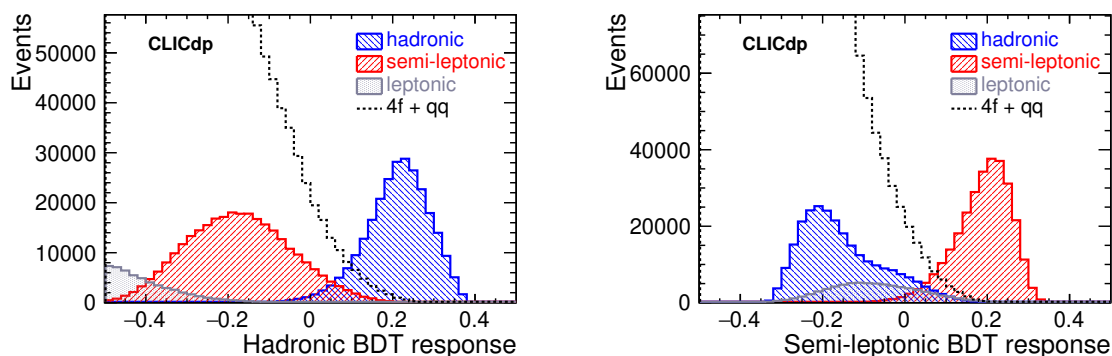 Events
50000
40000
30000
20000
10000
0
CLICdp
hadronic
semi-leptonic
leptonic
4f + qq
−0.4 −0.2 0 0.2 0.4
Hadronic BDT response
Events
60000
40000
20000
0
CLICdp
hadronic
semi-leptonic
leptonic
4f + qq
−0.4 −0.2 0 0.2 0.4
Semi-leptonic BDT response